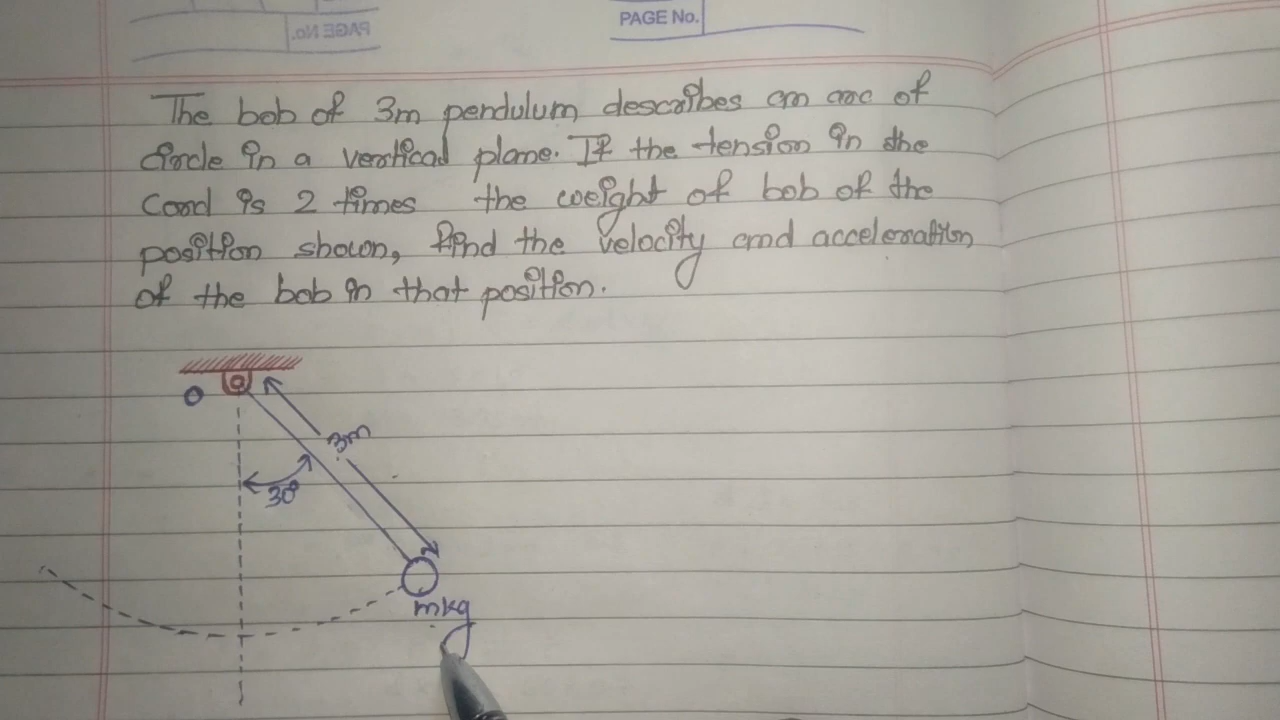 PAGE No.
PAGE No.
The bob of 3m pendulum describes an arc of
circle in a vertical plane. If the tension in the
Cord is 2 times the weight of bob of the
position shown, find the velocity and acceleration
of the bob in that position.
O
3m
30°
mkg